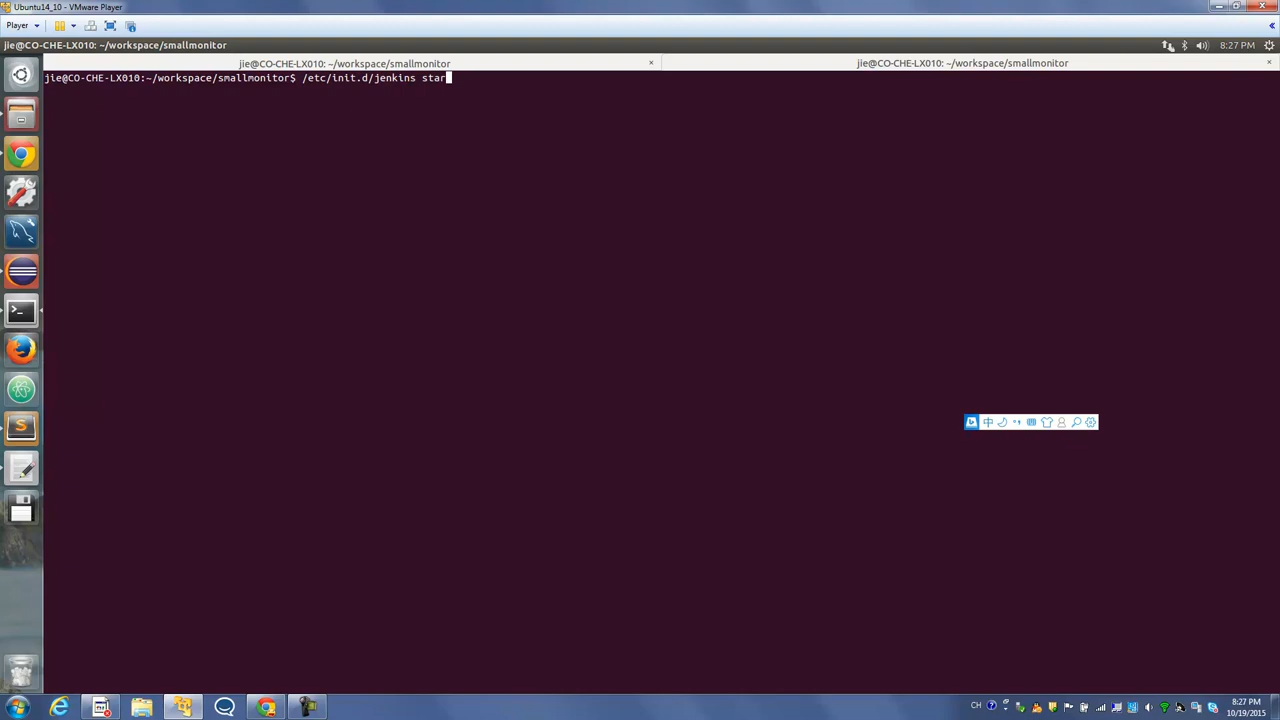 Ubuntu14_10 - VMware Player
Player
jie@CO-CHE-LX010: ~/workspace/smallmonitor
8:27 PM
jie@CO-CHE-LX010: ~/workspace/smallmonitor
jie@CO-CHE-LX010: ~/workspace/smallmonitor
jie@CO-CHE-LX010:~/workspace/smallmonitor$ /etc/init.d/jenkins star
中
CH
8:27 PM
10/19/2015